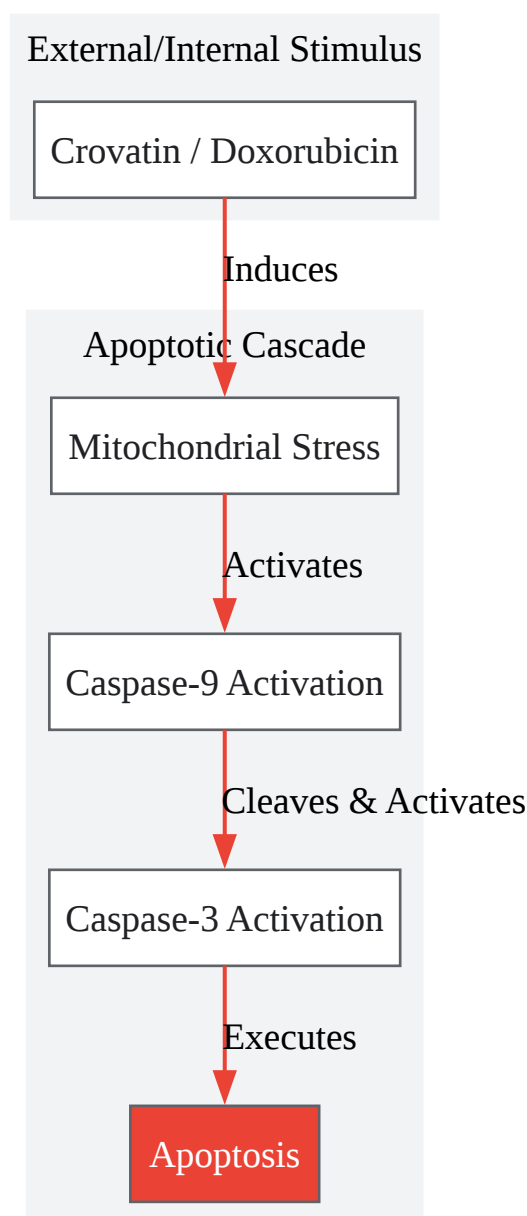 External/Internal Stimulus
Crovatin / Doxorubicin
Induces
Apoptotic Cascade
Mitochondrial Stress
Activates
Caspase-9 Activation
Cleaves & Activates
Caspase-3 Activation
Executes
Apoptosis